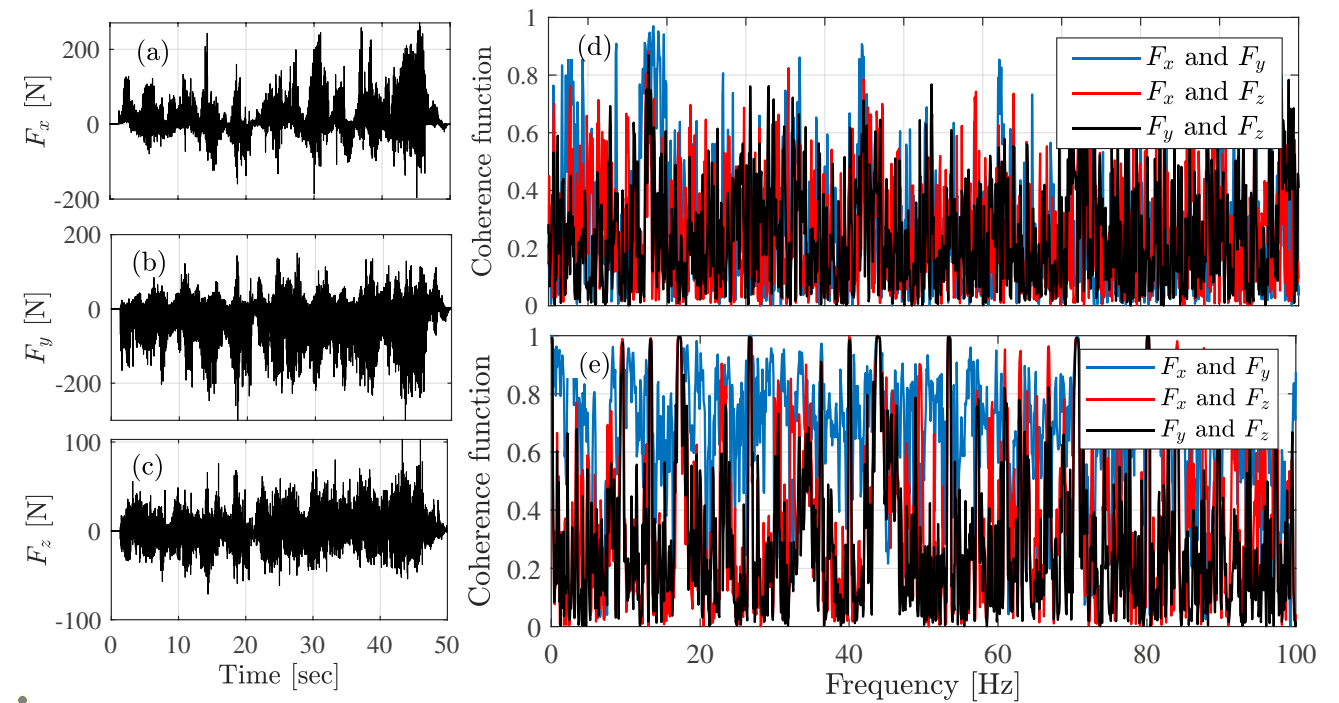 (a)
200
0
-200
F_x [N]
(b)
200
0
-200
F_y [N]
(c)
100
0
-100
F_z [N]
0 10 20 30 40 50
Time [sec]
(d)
1
0.8
0.6
0.4
0.2
0
Coherence function
F_x and F_y
F_x and F_z
F_y and F_z
(e)
1
0.8
0.6
0.4
0.2
0
Coherence function
F_x and F_y
F_x and F_z
F_y and F_z
0 20 40 60 80 100
Frequency [Hz]